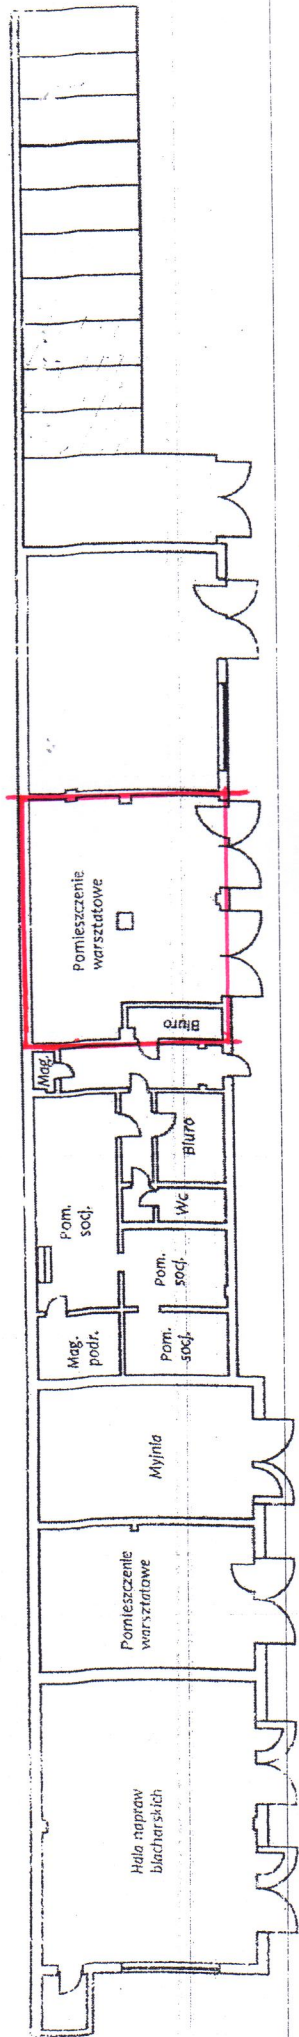 Hala napraw
blacharskich
Pomieszczenie
warsztatowe
Myjnia
Mag.
podr.
Pom.
socj.
Pom.
socj.
Pom.
socj.
Wc
Biuro
Mag.
Biuro
Pomieszczenie
warsztatowe